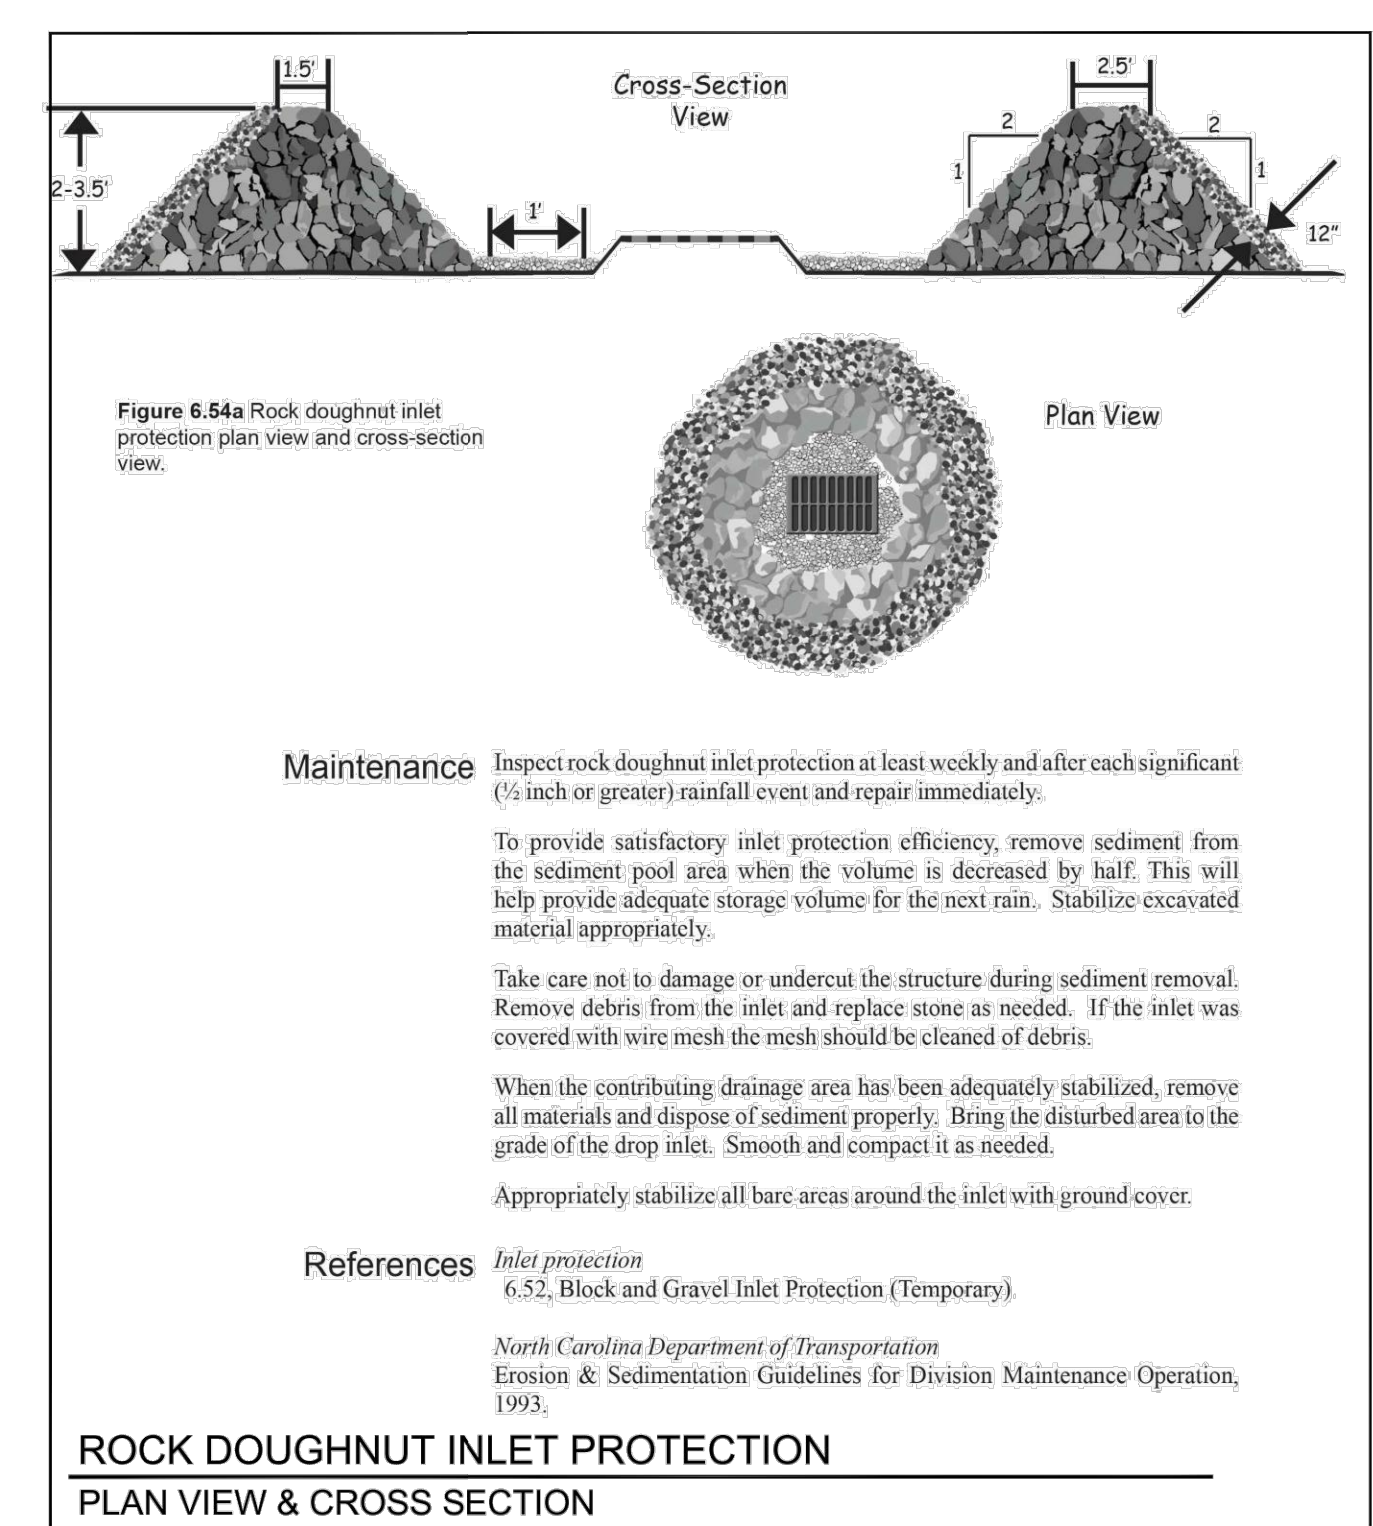 1.5'
Cross-Section
View
2.5'
2
2
1
1
2-3.5'
1'
12"
Figure 6.54a Rock doughnut inlet
protection plan view and cross-section
view.
Plan View
Maintenance
Inspect rock doughnut inlet protection at least weekly and after each significant
(½ inch or greater) rainfall event and repair immediately.
To provide satisfactory inlet protection efficiency, remove sediment from
the sediment pool area when the volume is decreased by half. This will
help provide adequate storage volume for the next rain. Stabilize excavated
material appropriately.
Take care not to damage or undercut the structure during sediment removal.
Remove debris from the inlet and replace stone as needed. If the inlet was
covered with wire mesh the mesh should be cleaned of debris.
When the contributing drainage area has been adequately stabilized, remove
all materials and dispose of sediment properly. Bring the disturbed area to the
grade of the drop inlet. Smooth and compact it as needed.
Appropriately stabilize all bare areas around the inlet with ground cover.
References
Inlet protection
6.52, Block and Gravel Inlet Protection (Temporary)
North Carolina Department of Transportation
Erosion & Sedimentation Guidelines for Division Maintenance Operation,
1993.
ROCK DOUGHNUT INLET PROTECTION
PLAN VIEW & CROSS SECTION